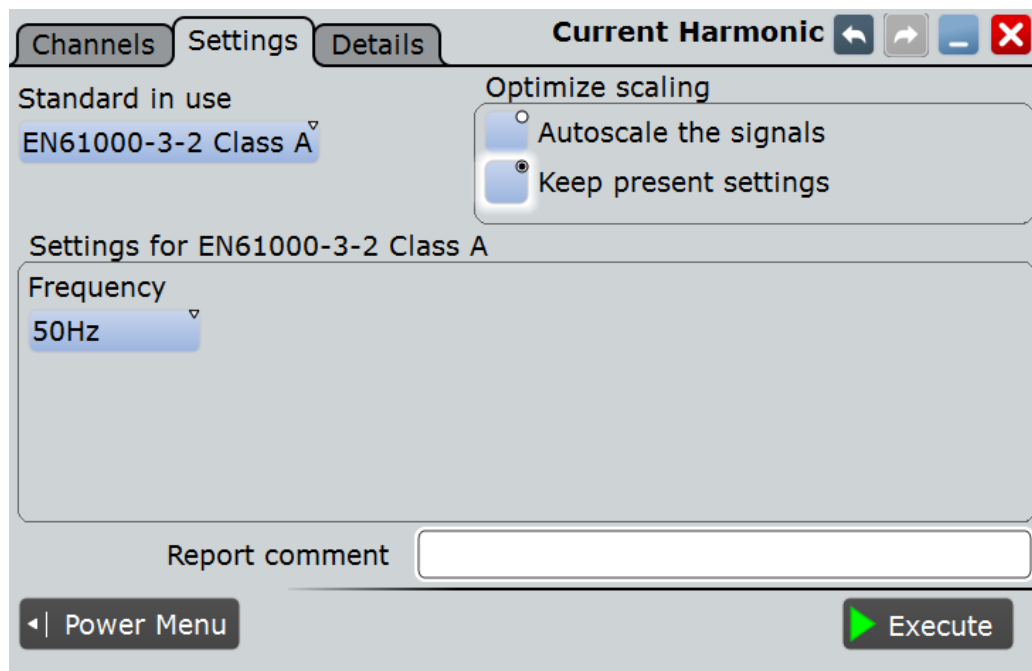 Channels Settings Details Current Harmonic
Standard in use
EN61000-3-2 Class A
Optimize scaling
Autoscale the signals
Keep present settings
Settings for EN61000-3-2 Class A
Frequency
50Hz
Report comment
Power Menu
Execute